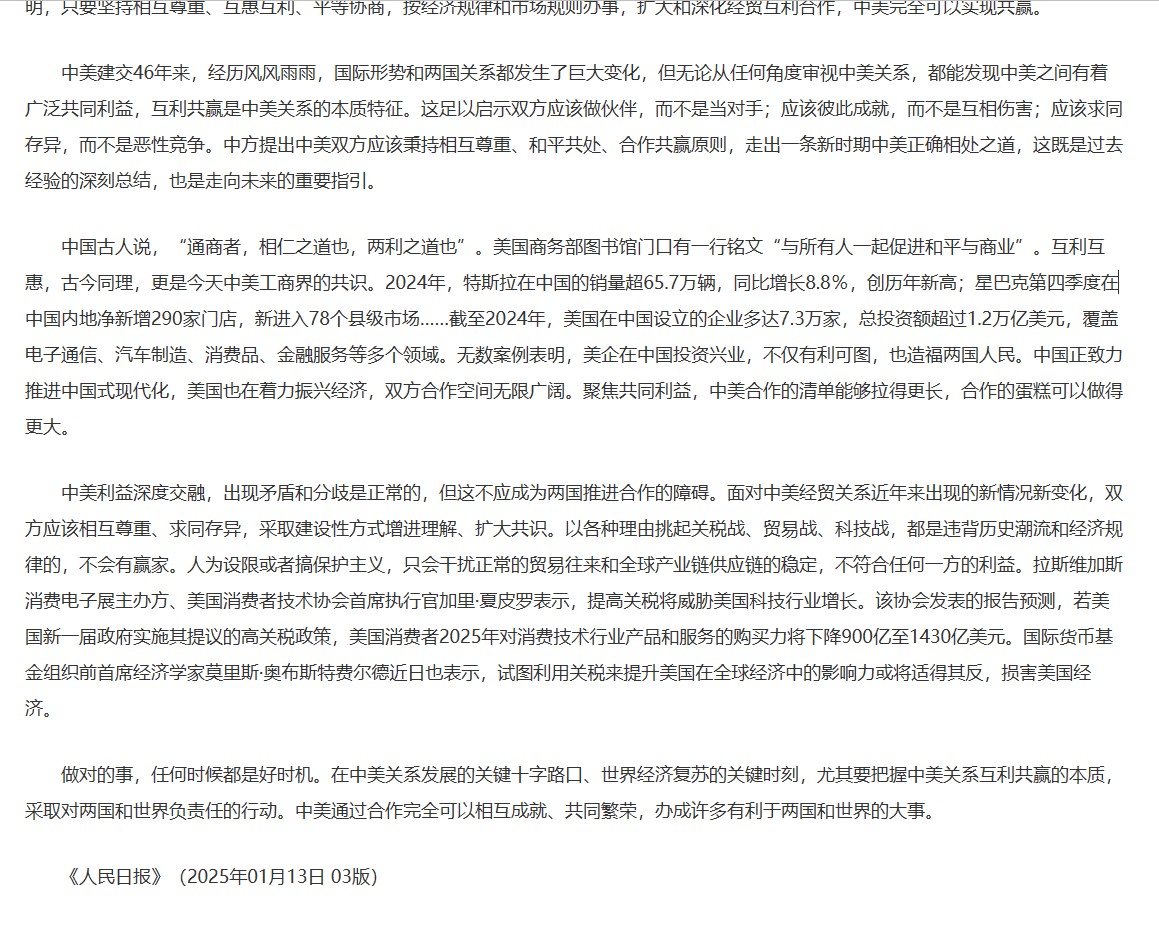 明，只要坚持相互尊重、互惠互利、平等协商，按经济规律和市场规则办事，扩大和深化经贸互利合作，中美完全可以实现共赢。
中美建交46年来，经历风风雨雨，国际形势和两国关系都发生了巨大变化，但无论从任何角度审视中美关系，都能发现中美之间有着
广泛共同利益，互利共赢是中美关系的本质特征。这足以启示双方应该做伙伴，而不是当对手；应该彼此成就，而不是互相伤害；应该求同
存异，而不是恶性竞争。中方提出中美双方应该秉持相互尊重、和平共处、合作共赢原则，走出一条新时期中美正确相处之道，这既是过去
经验的深刻总结，也是走向未来的重要指引。
中国古人说，“通商者，相仁之道也，两利之道也”。美国商务部图书馆门口有一行铭文“与所有人一起促进和平与商业”。互利互
惠，古今同理，更是今天中美工商界的共识。2024年，特斯拉在中国的销量超65.7万辆，同比增长8.8%，创历年新高；星巴克第四季度在
中国内地净新增290家门店，新进入78个县级市场……截至2024年，美国在中国设立的企业多达7.3万家，总投资额超过1.2万亿美元，覆盖
电子通信、汽车制造、消费品、金融服务等多个领域。无数案例表明，美企在中国投资兴业，不仅有利可图，也造福两国人民。中国正致力
推进中国式现代化，美国也在着力振兴经济，双方合作空间无限广阔。聚焦共同利益，中美合作的清单能够拉得更长，合作的蛋糕可以做得
更大。
中美利益深度交融，出现矛盾和分歧是正常的，但这不应成为两国推进合作的障碍。面对中美经贸关系近年来出现的新情况新变化，双
方应该相互尊重、求同存异，采取建设性方式增进理解、扩大共识。以各种理由挑起关税战、贸易战、科技战，都是违背历史潮流和经济规
律的，不会有赢家。人为设限或者搞保护主义，只会干扰正常的贸易往来和全球产业链供应链的稳定，不符合任何一方的利益。拉斯维加斯
消费电子展主办方、美国消费者技术协会首席执行官加里·夏皮罗表示，提高关税将威胁美国科技行业增长。该协会发表的报告预测，若美
国新一届政府实施其提议的高关税政策，美国消费者2025年对消费技术行业产品和服务的购买力将下降900亿至1430亿美元。国际货币基
金组织前首席经济学家莫里斯·奥布斯特费尔德近日也表示，试图利用关税来提升美国在全球经济中的影响力或将适得其反，损害美国经
济。
做对的事，任何时候都是好时机。在中美关系发展的关键十字路口、世界经济复苏的关键时刻，尤其要把握中美关系互利共赢的本质，
采取对两国和世界负责任的行动。中美通过合作完全可以相互成就、共同繁荣，办成许多有利于两国和世界的大事。
《人民日报》（2025年01月13日 03版）